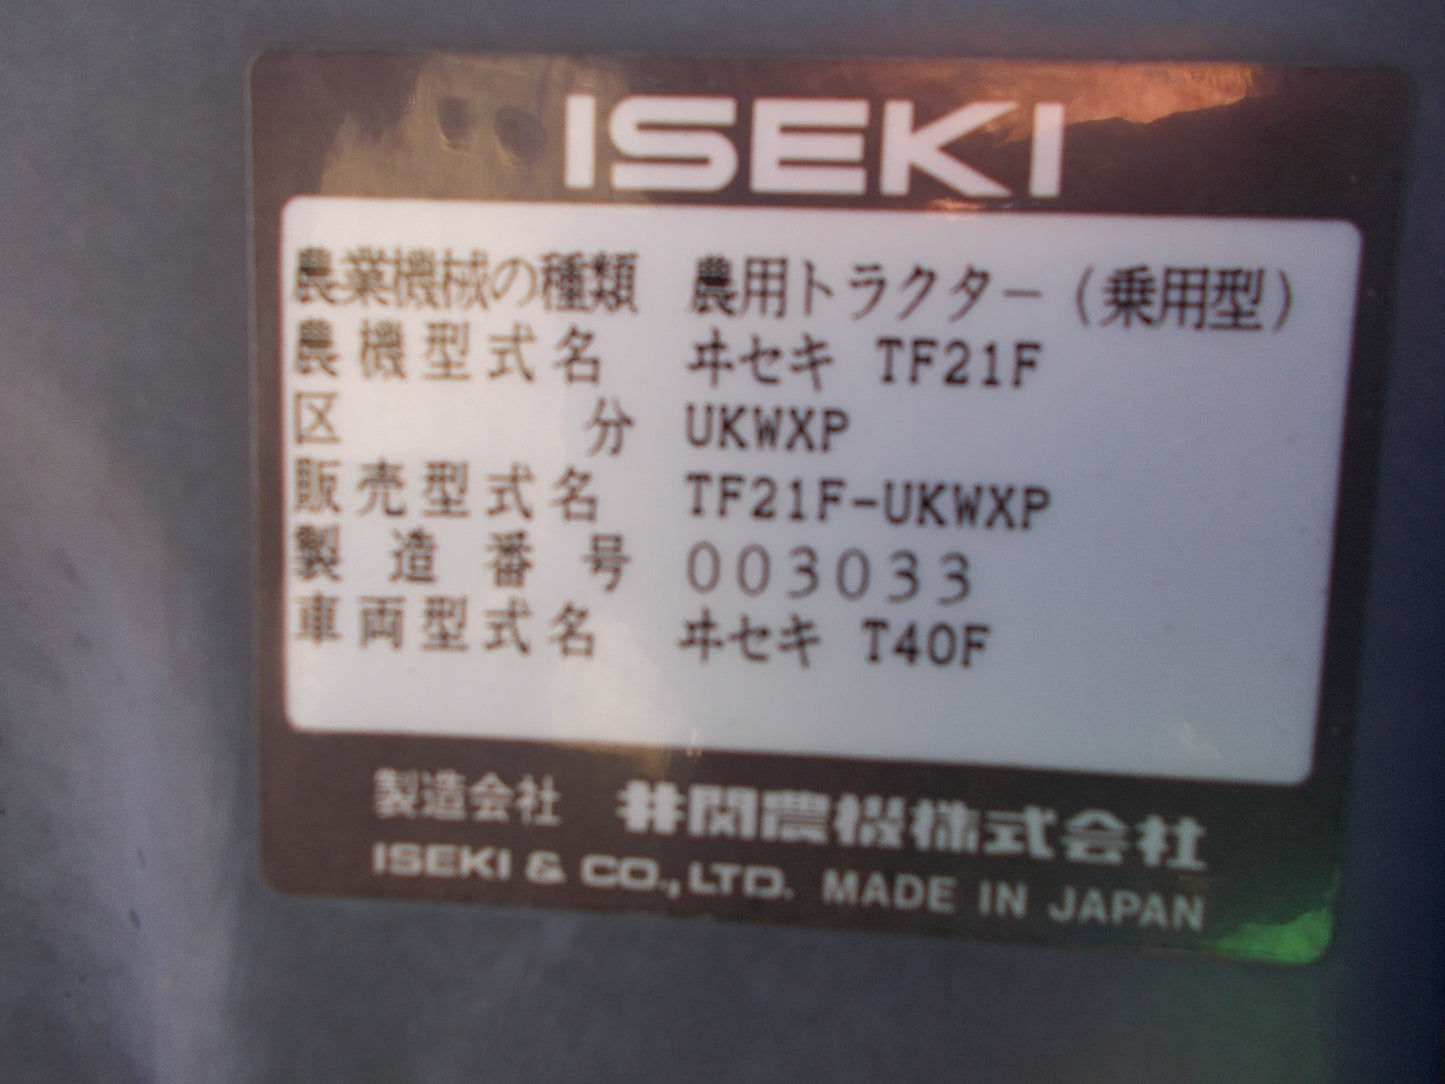 ISEKI
農業機械の種類 農用トラクター（乗用型）
農機型式名 ヰセキ TF21F
区分 UKWXP
販売型式名 TF21F-UKWXP
製造番号 003033
車両型式名 ヰセキ T40F
製造会社 井関農機株式会社
ISEKI & CO., LTD. MADE IN JAPAN